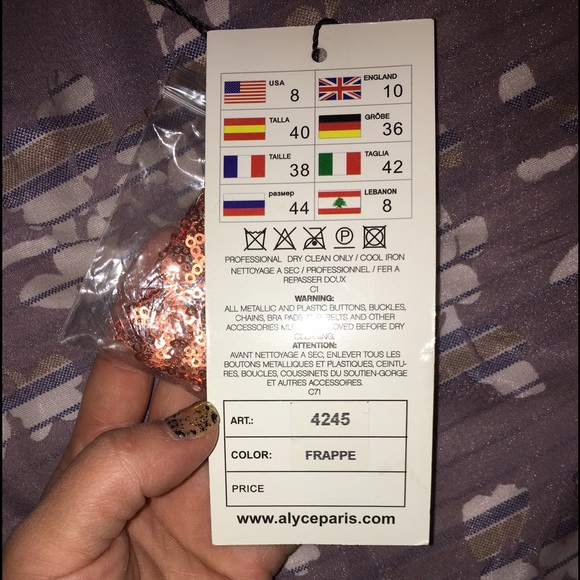 USA 8 ENGLAND 10
TALLA 40 GRÖBE 36
TAILLE 38 TAGLIA 42
размер 44 LEBANON 8
P
PROFESSIONAL DRY CLEAN ONLY / COOL IRON
NETTOYAGE A SEC / PROFESSIONNEL / FER A
REPASSER DOUX
C1
WARNING:
ALL METALLIC AND PLASTIC BUTTONS, BUCKLES,
CHAINS, BRA PADS, BELTS AND OTHER
ACCESSORIES BEFORE DRY
CLEANING.
ATTENTION:
AVANT NETTOYAGE A SEC, ENLEVER TOUS LES
BOUTONS METALLIQUES ET PLASTIQUES, CEINTU-
RES, BOUCLES, COUSSINETS DU SOUTIEN-GORGE
ET AUTRES ACCESSOIRES.
C71
ART.: 4245
COLOR: FRAPPE
PRICE
www.alyceparis.com